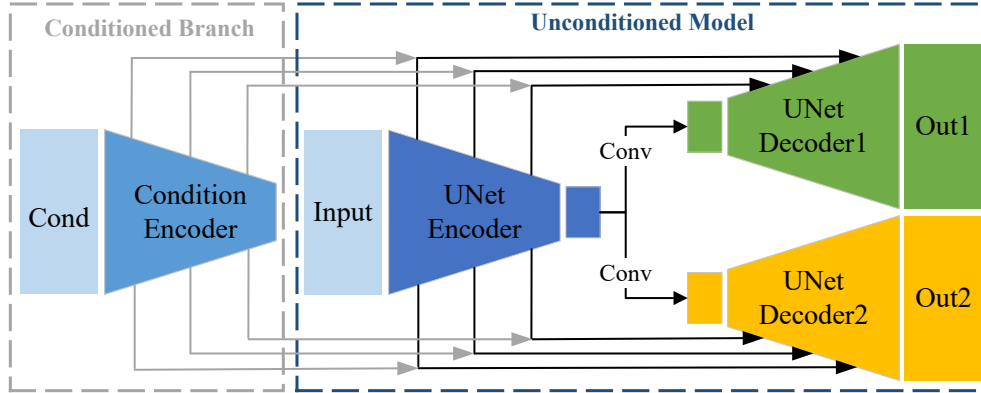 Conditioned Branch
Unconditioned Model
Cond
Condition
Encoder
Input
UNet
Encoder
Conv
Conv
UNet
Decoder1
Out1
UNet
Decoder2
Out2